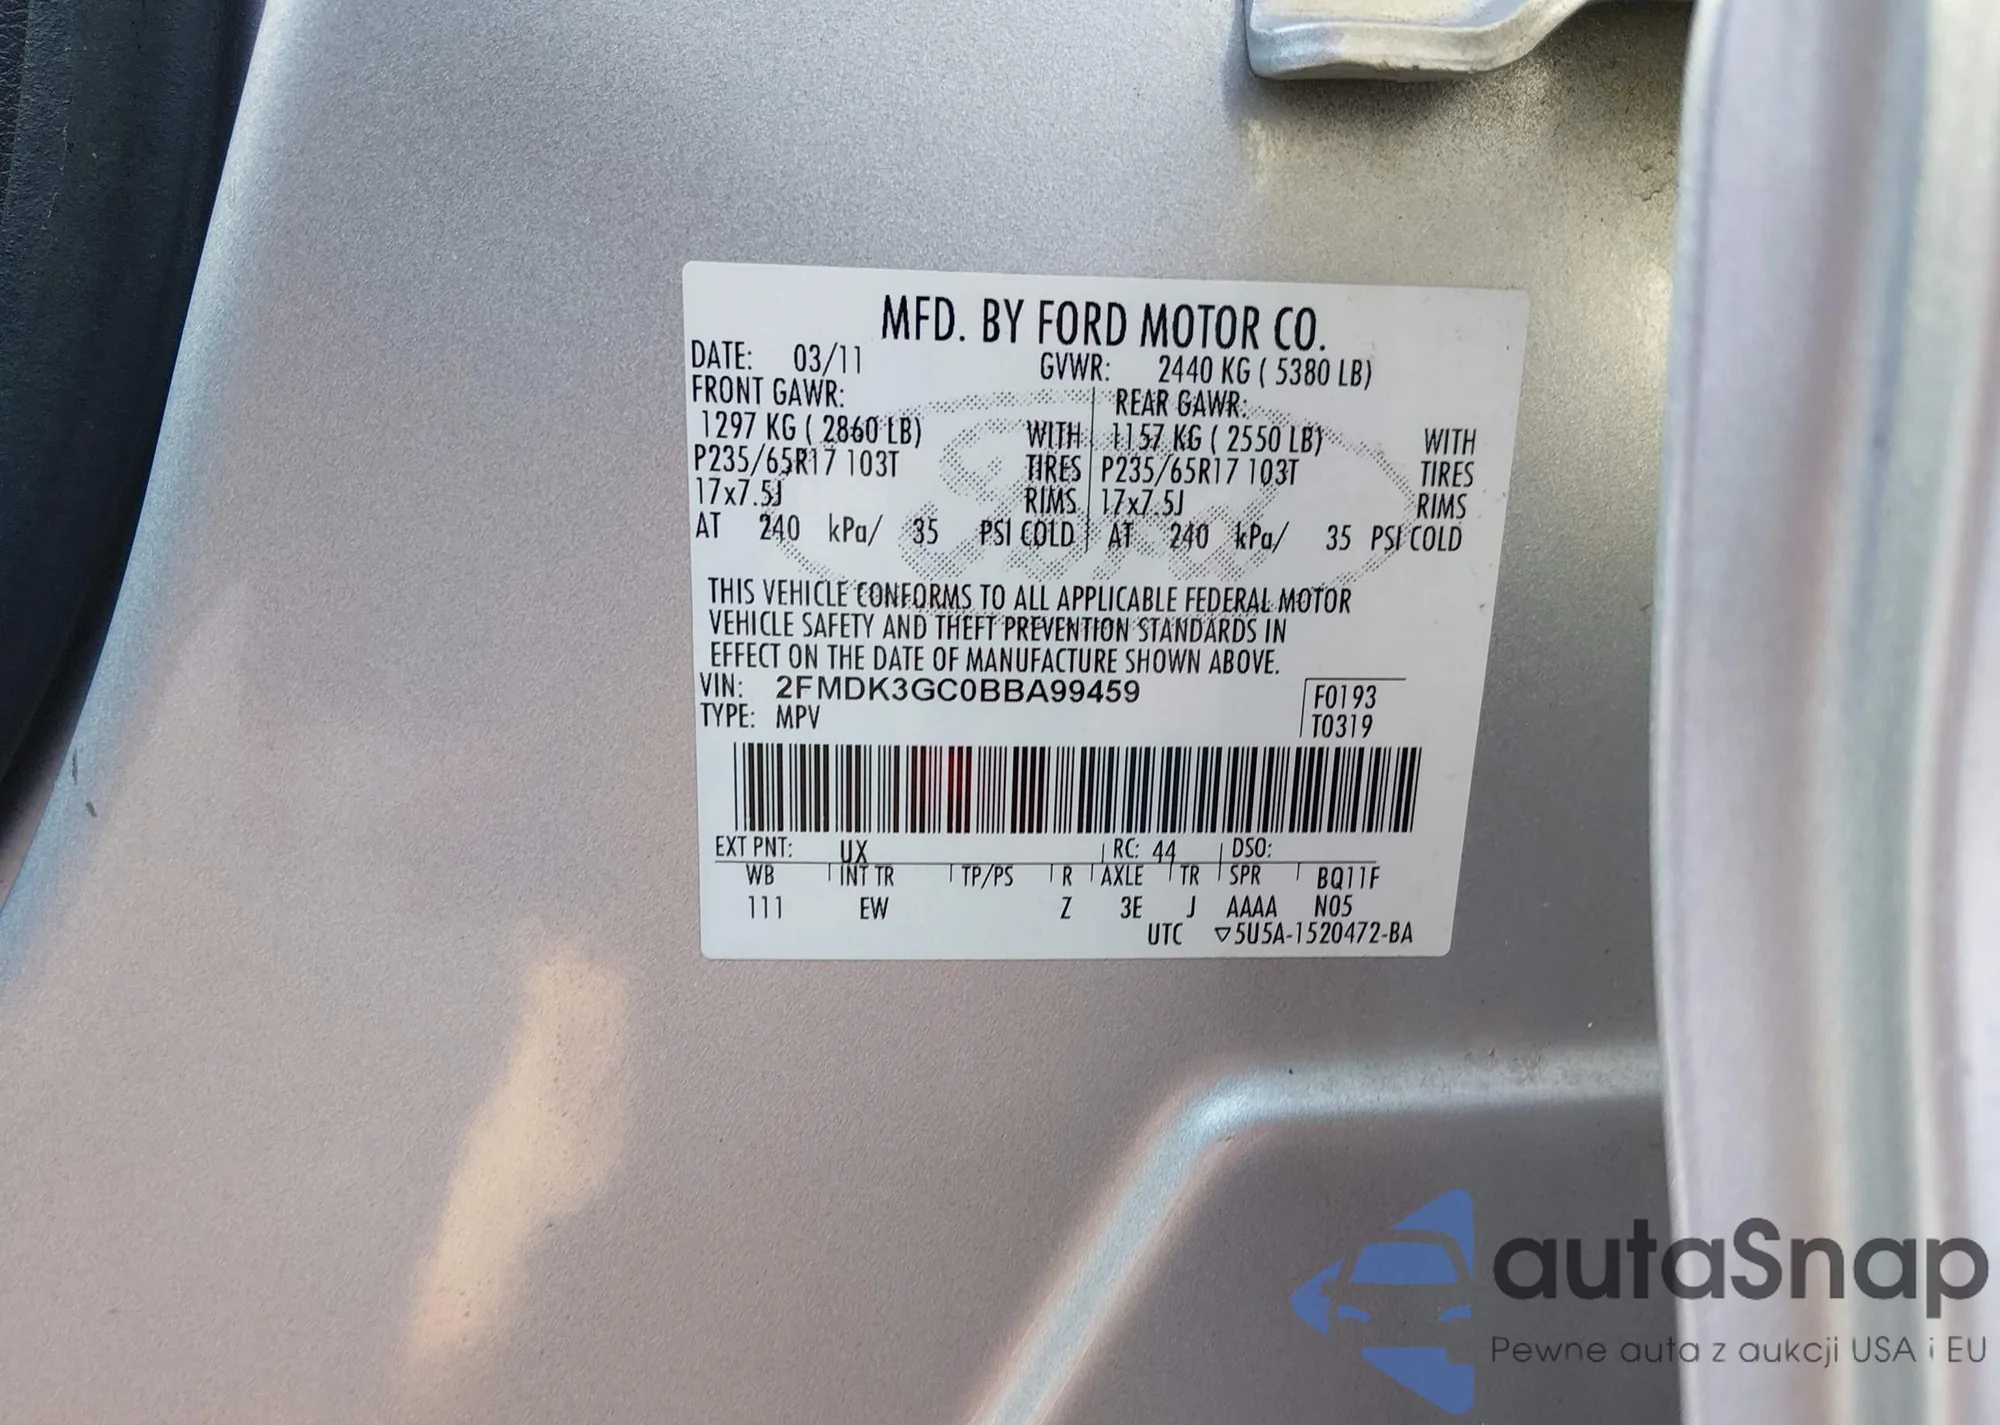 MFD. BY FORD MOTOR CO.
DATE: 03/11 GVWR: 2440 KG ( 5380 LB)
FRONT GAWR: REAR GAWR:
1297 KG ( 2860 LB) WITH 1157 KG ( 2550 LB) WITH
P235/65R17 103T TIRES P235/65R17 103T TIRES
17x7.5J RIMS 17x7.5J RIMS
AT 240 kPa/ 35 PSI COLD AT 240 kPa/ 35 PSI COLD
THIS VEHICLE CONFORMS TO ALL APPLICABLE FEDERAL MOTOR
VEHICLE SAFETY AND THEFT PREVENTION STANDARDS IN
EFFECT ON THE DATE OF MANUFACTURE SHOWN ABOVE.
VIN: 2FMDK3GC0BBA99459 F0193
TYPE: MPV T0319
EXT PNT: UX RC: 44 DSO:
WB INT TR TP/PS R AXLE TR SPR BQ11F
111 EW Z 3E J AAAA N05
UTC ▽5U5A-1520472-BA
autaSnap
Pewne auta z aukcji USA i EU